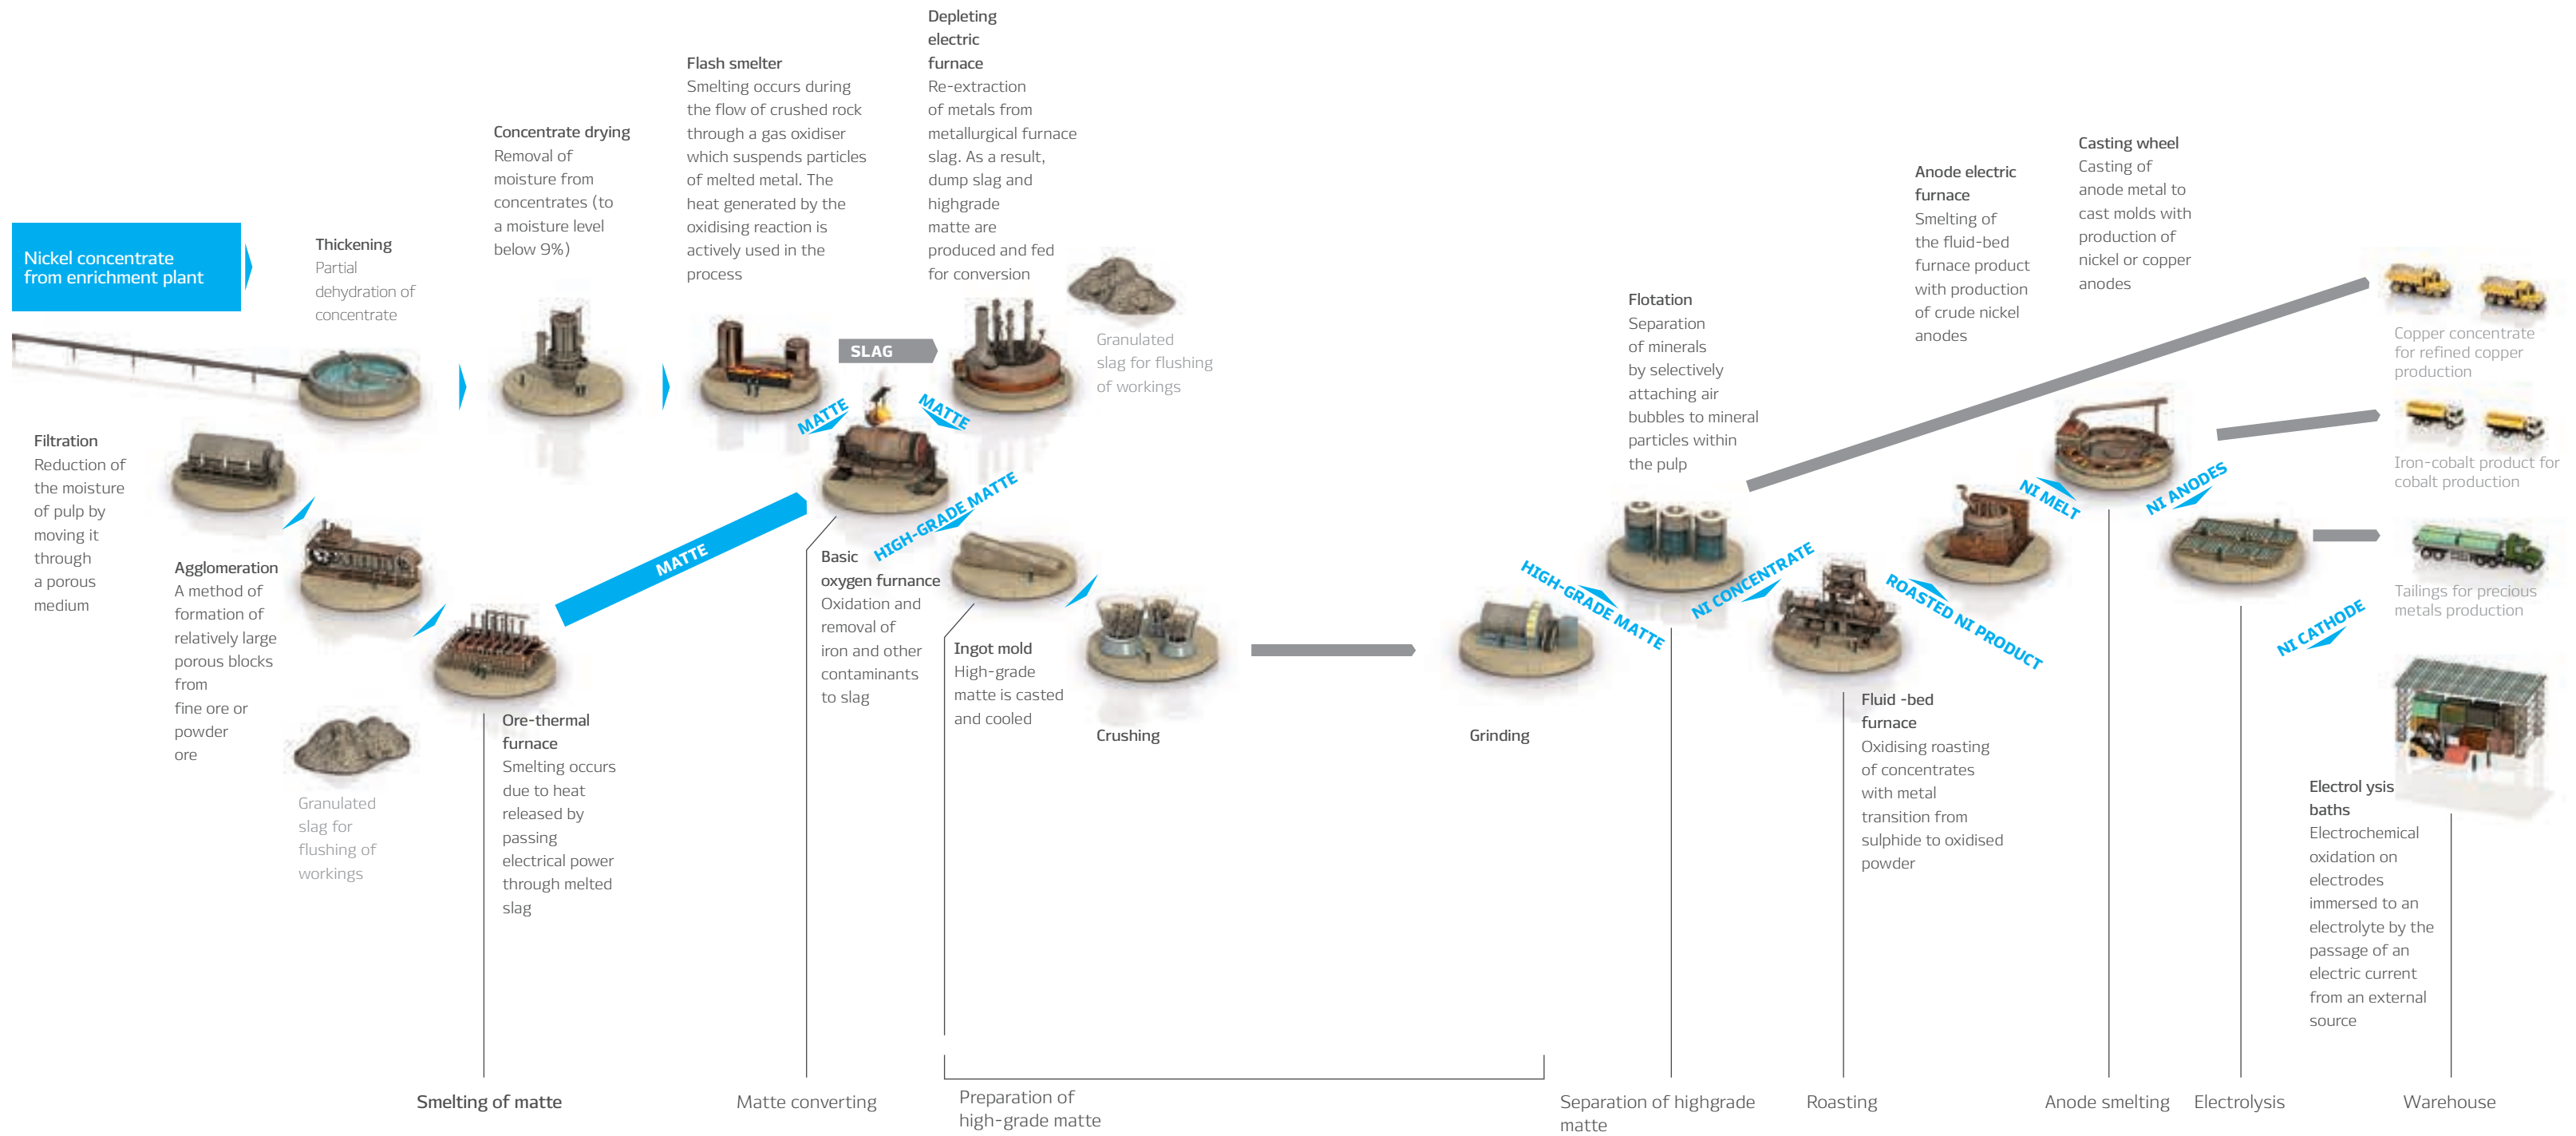 Nickel concentrate
from enrichment plant
Thickening
Partial
dehydration of
concentrate
Concentrate drying
Removal of
moisture from
concentrates (to
a moisture level
below 9%)
Flash smelter
Smelting occurs during
the flow of crushed rock
through a gas oxidiser
which suspends particles
of melted metal. The
heat generated by the
oxidising reaction is
actively used in the
process
Depleting
electric
furnace
Re-extraction
of metals from
metallurgical furnace
slag. As a result,
dump slag and
highgrade
matte are
produced and fed
for conversion
SLAG
Granulated
slag for flushing
of workings
MATTE
MATTE
Filtration
Reduction of
the moisture
of pulp by
moving it
through
a porous
medium
Agglomeration
A method of
formation of
relatively large
porous blocks
from
fine ore or
powder
ore
Granulated
slag for
flushing of
workings
Ore-thermal
furnace
Smelting occurs
due to heat
released by
passing
electrical power
through melted
slag
MATTE
Basic
oxygen furnance
Oxidation and
removal of
iron and other
contaminants
to slag
HIGH-GRADE MATTE
Ingot mold
High-grade
matte is casted
and cooled
Crushing
Grinding
HIGH-GRADE MATTE
Flotation
Separation
of minerals
by selectively
attaching air
bubbles to mineral
particles within
the pulp
NI CONCENTRATE
Fluid -bed
furnace
Oxidising roasting
of concentrates
with metal
transition from
sulphide to oxidised
powder
ROASTED NI PRODUCT
Anode electric
furnace
Smelting of
the fluid-bed
furnace product
with production
of crude nickel
anodes
NI MELT
Casting wheel
Casting of
anode metal to
cast molds with
production of
nickel or copper
anodes
NI ANODES
Copper concentrate
for refined copper
production
Iron-cobalt product for
cobalt production
Tailings for precious
metals production
NI CATHODE
Electrol ysis
baths
Electrochemical
oxidation on
electrodes
immersed to an
electrolyte by the
passage of an
electric current
from an external
source
Smelting of matte
Matte converting
Preparation of
high-grade matte
Separation of highgrade
matte
Roasting
Anode smelting
Electrolysis
Warehouse